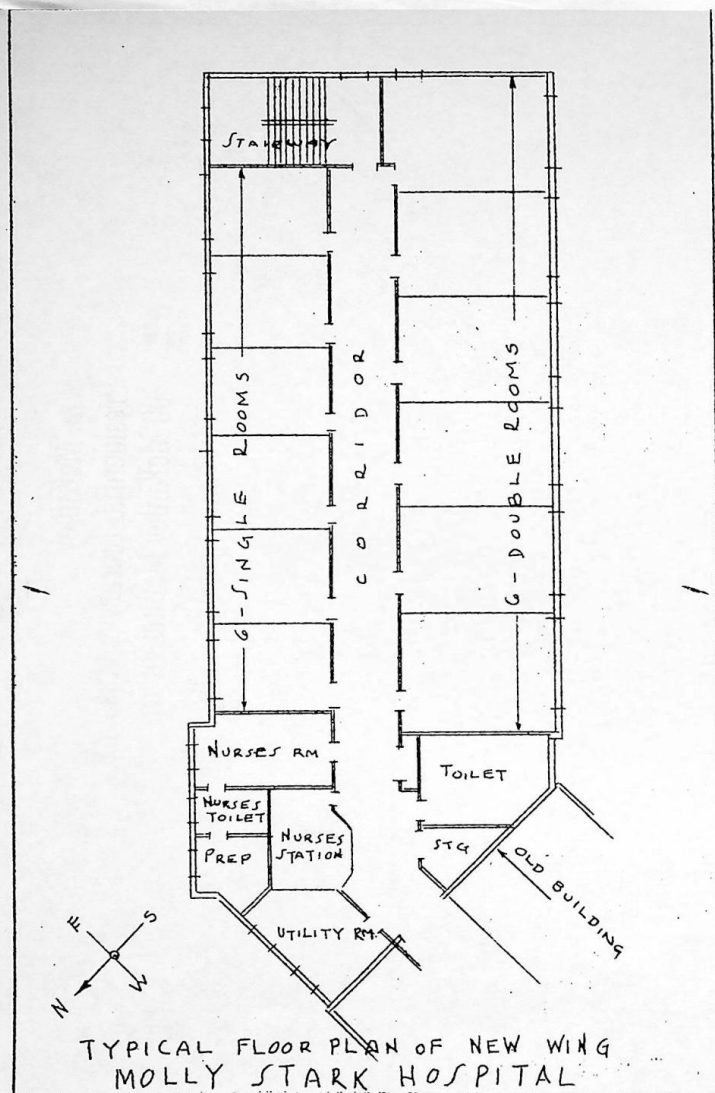 STAIRWAY
6-SINGLE ROOMS
CORRIDOR
6-DOUBLE ROOMS
NURSES RM
TOILET
NURSES
TOILET
PREP
NURSES
STATION
STG
OLD BUILDING
UTILITY RM.
F
S
N
W
TYPICAL FLOOR PLAN OF NEW WING
MOLLY STARK HOSPITAL